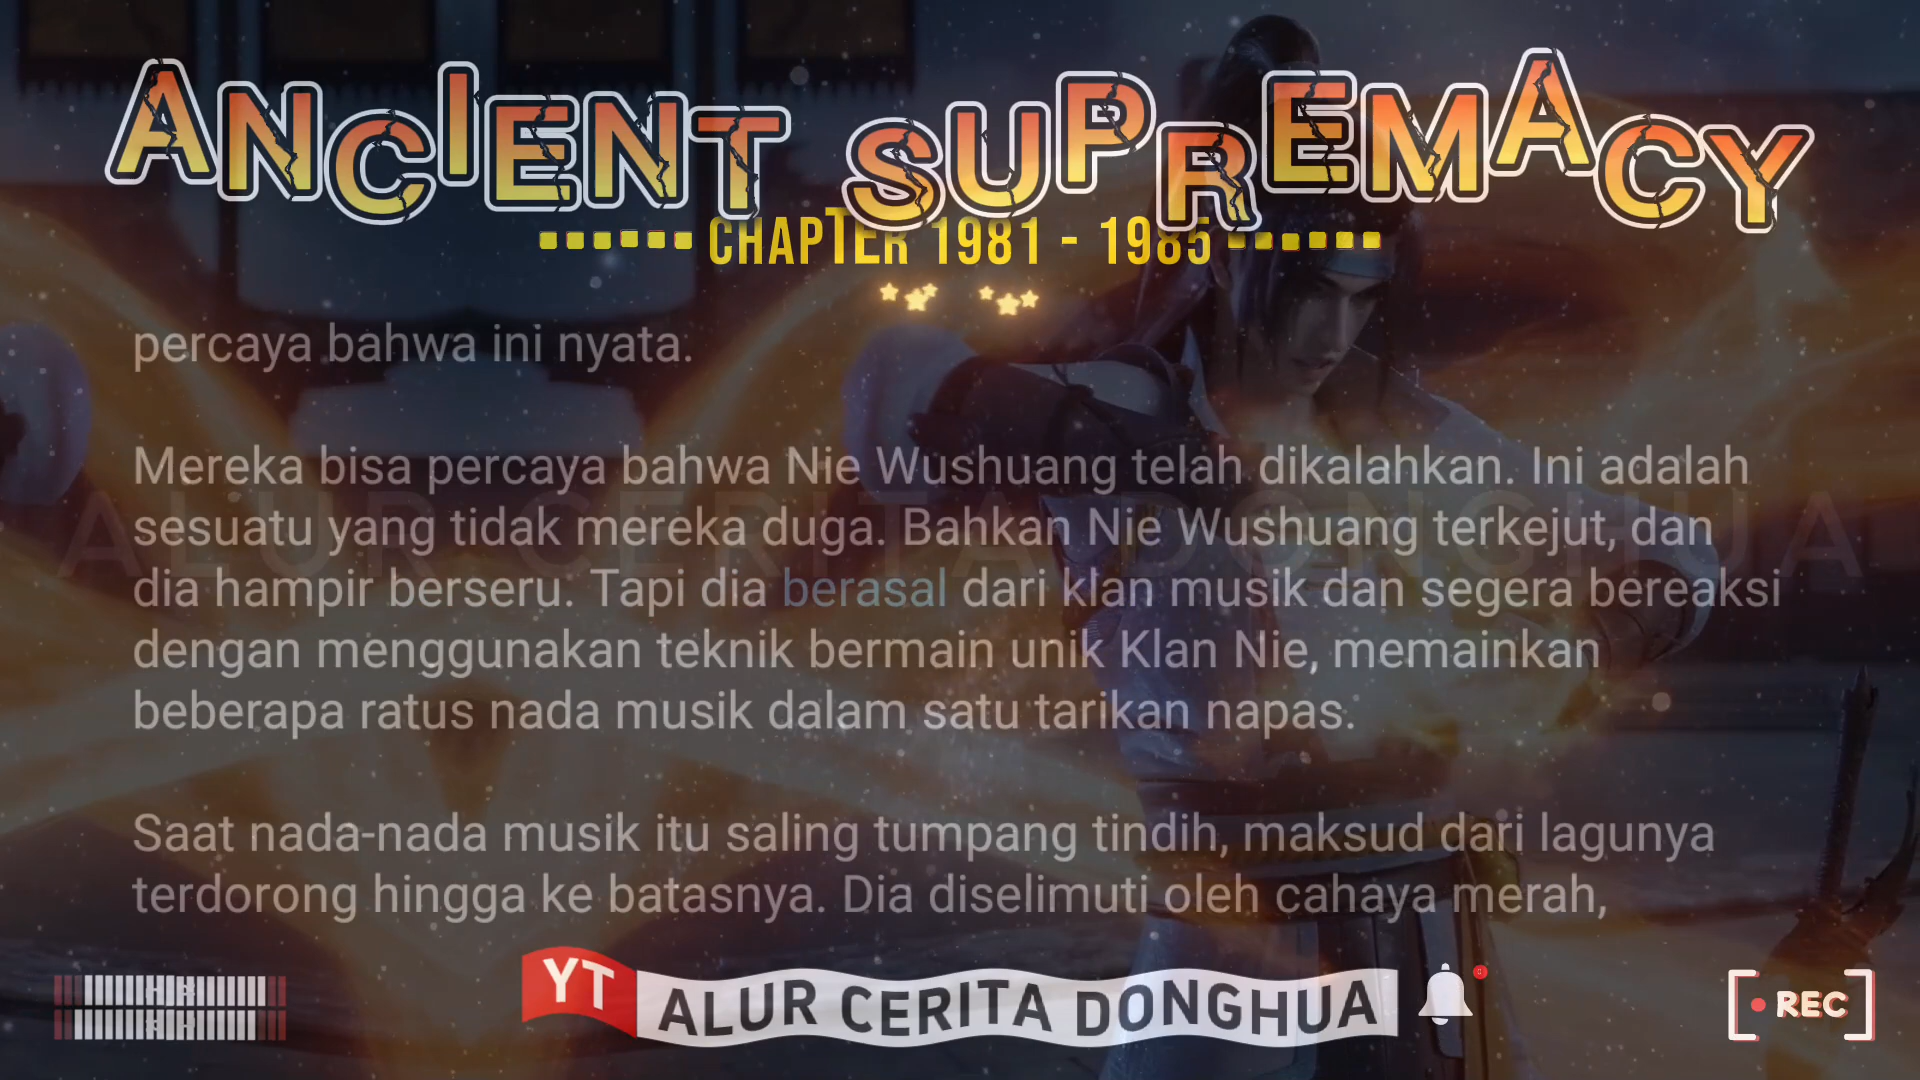 ANCIENT SUPREMACY
CHAPTER 1981 - 1985
percaya bahwa ini nyata.
Mereka bisa percaya bahwa Nie Wushuang telah dikalahkan. Ini adalah
ALUR CERITA DONGHUA
sesuatu yang tidak mereka duga. Bahkan Nie Wushuang terkejut, dan
dia hampir berseru. Tapi dia berasal dari klan musik dan segera bereaksi
dengan menggunakan teknik bermain unik Klan Nie, memainkan
beberapa ratus nada musik dalam satu tarikan napas.
Saat nada-nada musik itu saling tumpang tindih, maksud dari lagunya
terdorong hingga ke batasnya. Dia diselimuti oleh cahaya merah,
YT ALUR CERITA DONGHUA
REC